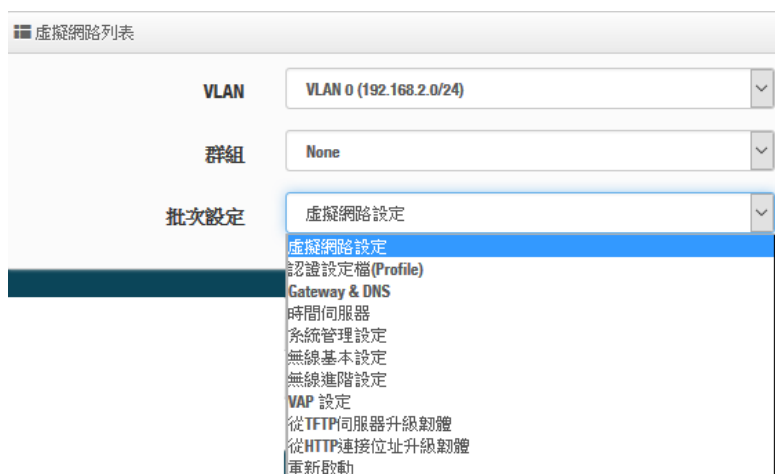 虛擬網路列表
VLAN VLAN 0 (192.168.2.0/24)
群組 None
批次設定 虛擬網路設定
虛擬網路設定
認證設定檔(Profile)
Gateway & DNS
時間伺服器
系統管理設定
無線基本設定
無線進階設定
VAP 設定
從TFTP伺服器升級韌體
從HTTP連接位址升級韌體
重新啟動